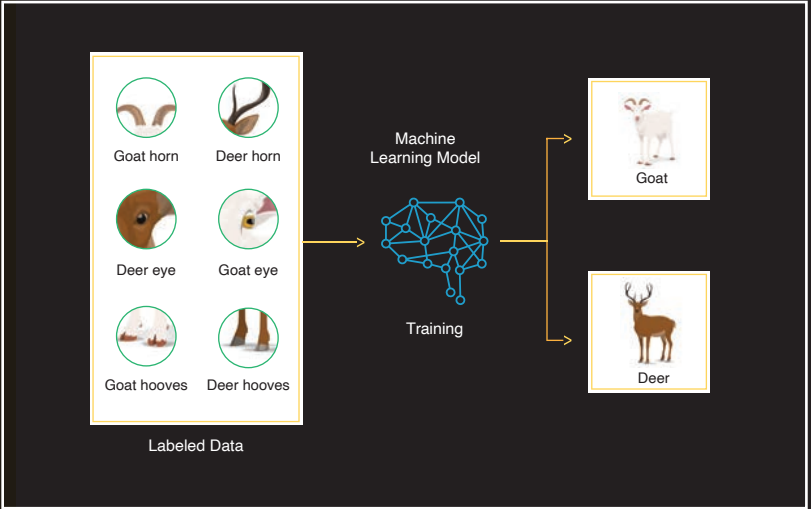 Goat horn
Deer horn
Deer eye
Goat eye
Goat hooves
Deer hooves
Labeled Data
Machine
Learning Model
Training
Goat
Deer